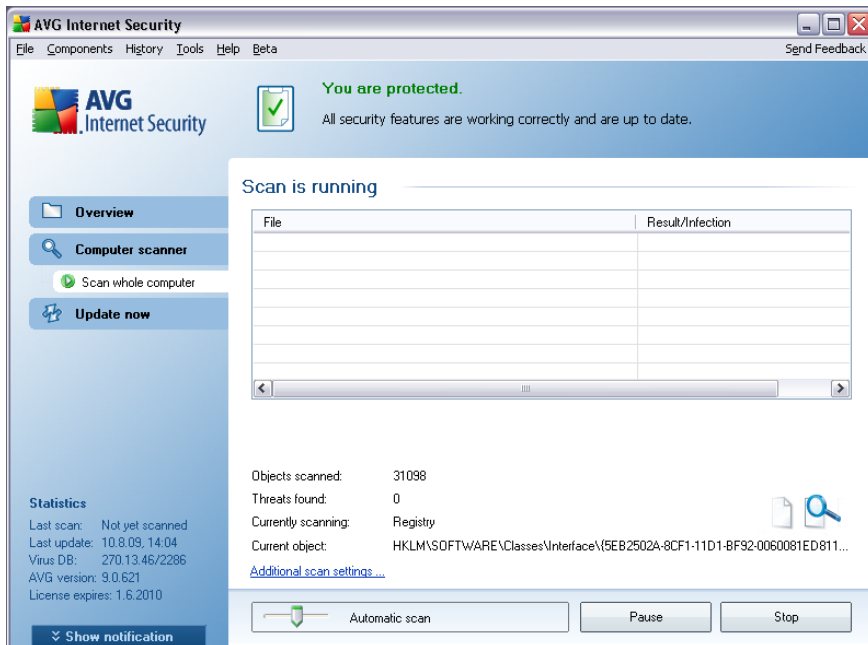 AVG Internet Security
File Components History Tools Help Beta Send Feedback
AVG
Internet Security
You are protected.
All security features are working correctly and are up to date.
Overview
Computer scanner
Scan whole computer
Update now
Scan is running
File Result/Infection
Objects scanned: 31098
Threats found: 0
Currently scanning: Registry
Current object: HKLM\SOFTWARE\Classes\Interface\{5EB2502A-8CF1-11D1-BF92-0060081ED811...
Additional scan settings ...
Statistics
Last scan: Not yet scanned
Last update: 10.8.09, 14:04
Virus DB: 270.13.46/2286
AVG version: 9.0.621
License expires: 1.6.2010
Show notification
Automatic scan Pause Stop